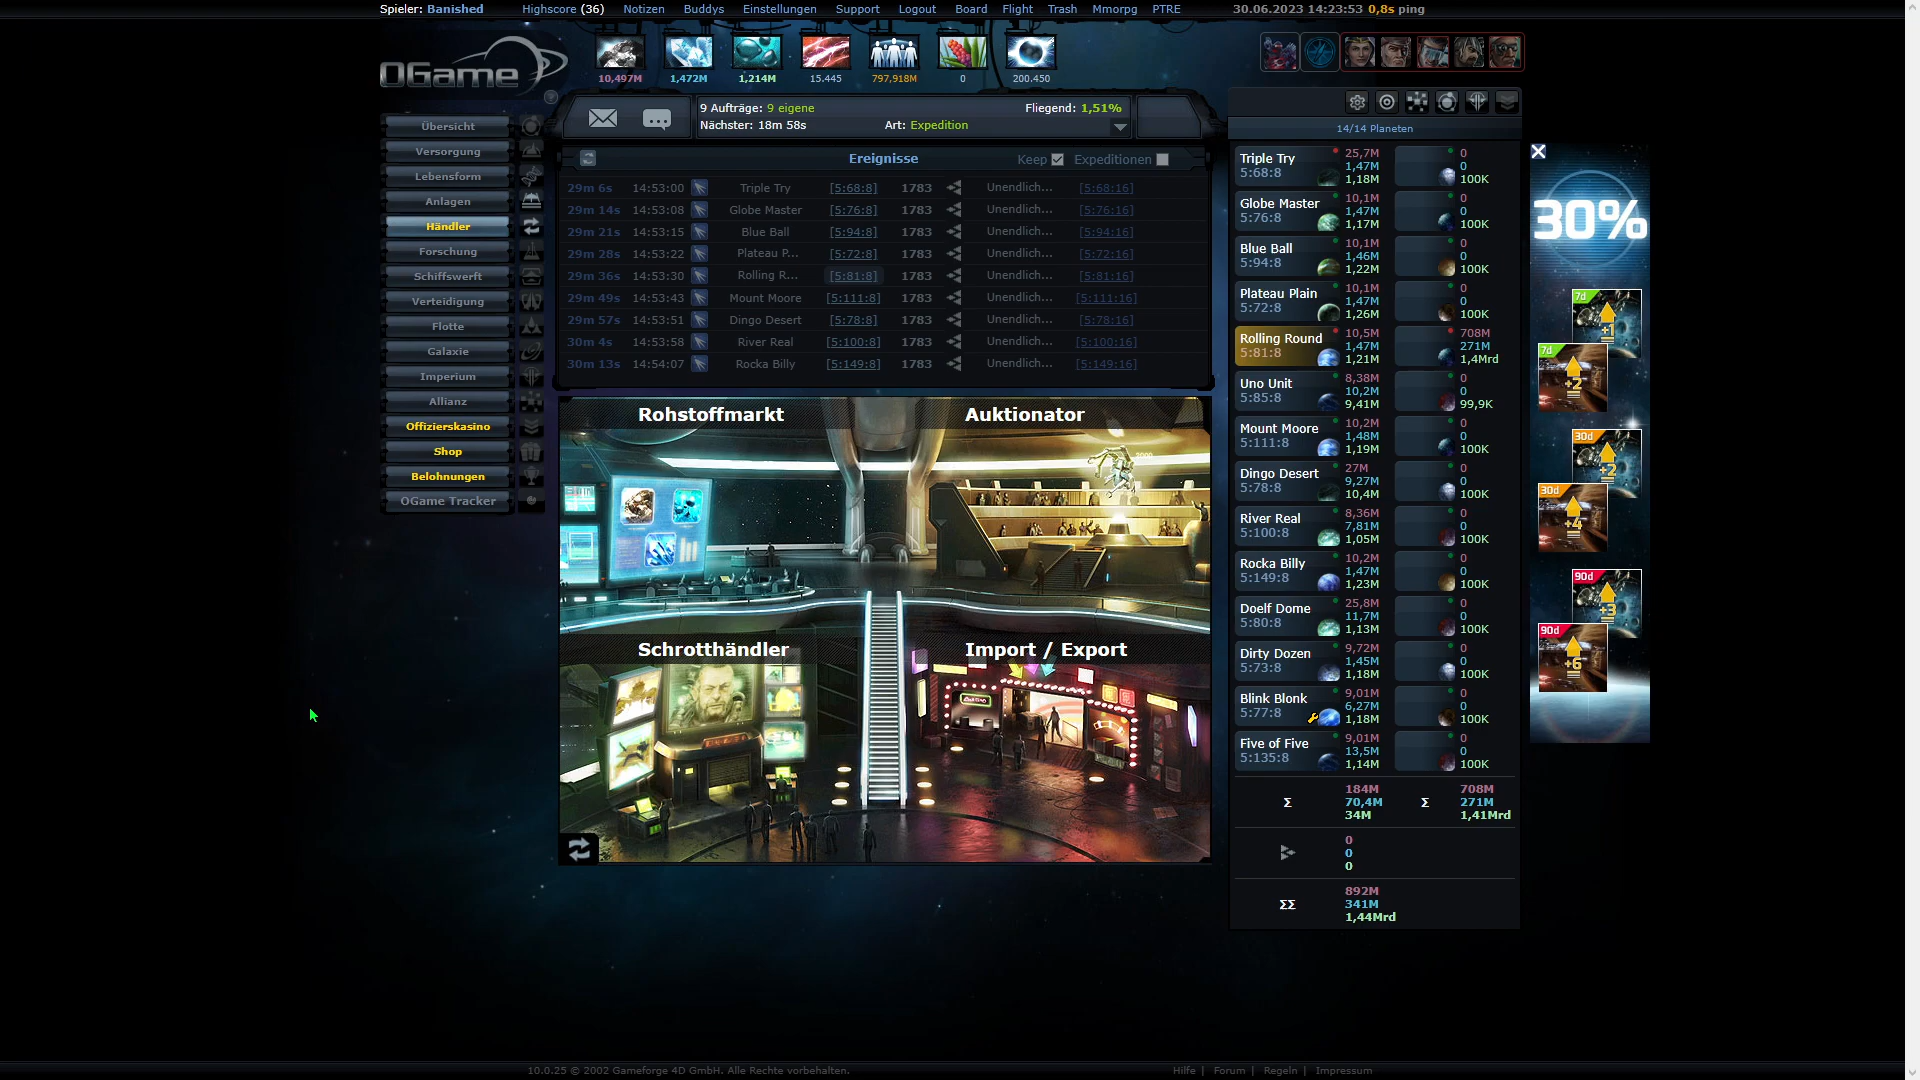 Spieler: Banished Highscore (36) Notizen Buddys Einstellungen Support Logout Board Flight Trash Mmorpg PTRE 30.06.2023 14:23:53 0,8s ping
OGame
10,497M 1,472M 1,214M 15.445 797,918M 0 200.450
9 Aufträge: 9 eigene Fliegend: 1,51%
Nächster: 18m 58s Art: Expedition
Übersicht
Versorgung
Lebensform
Anlagen
Händler
Forschung
Schiffswerft
Verteidigung
Flotte
Galaxie
Imperium
Allianz
Offizierskasino
Shop
Belohnungen
OGame Tracker
Ereignisse Keep Expeditionen
29m 6s 14:53:00 Triple Try [5:68:8] 1783 Unendlich... [5:68:16]
29m 14s 14:53:08 Globe Master [5:76:8] 1783 Unendlich... [5:76:16]
29m 21s 14:53:15 Blue Ball [5:94:8] 1783 Unendlich... [5:94:16]
29m 28s 14:53:22 Plateau P... [5:72:8] 1783 Unendlich... [5:72:16]
29m 36s 14:53:30 Rolling R... [5:81:8] 1783 Unendlich... [5:81:16]
29m 49s 14:53:43 Mount Moore [5:111:8] 1783 Unendlich... [5:111:16]
29m 57s 14:53:51 Dingo Desert [5:78:8] 1783 Unendlich... [5:78:16]
30m 4s 14:53:58 River Real [5:100:8] 1783 Unendlich... [5:100:16]
30m 13s 14:54:07 Rocka Billy [5:149:8] 1783 Unendlich... [5:149:16]
Rohstoffmarkt Auktionator
Schrotthändler Import / Export
14/14 Planeten
Triple Try 25,7M 0
5:68:8 1,47M 0
1,18M 100K
Globe Master 10,1M 0
5:76:8 1,47M 0
1,17M 100K
Blue Ball 10,1M 0
5:94:8 1,46M 0
1,22M 100K
Plateau Plain 10,1M 0
5:72:8 1,47M 0
1,26M 100K
Rolling Round 10,5M 708M
5:81:8 1,47M 271M
1,21M 1,4Mrd
Uno Unit 8,38M 0
5:85:8 10,2M 0
9,41M 99,9K
Mount Moore 10,2M 0
5:111:8 1,48M 0
1,19M 100K
Dingo Desert 27M 0
5:78:8 9,27M 0
10,4M 100K
River Real 8,36M 0
5:100:8 7,81M 0
1,05M 100K
Rocka Billy 10,2M 0
5:149:8 1,47M 0
1,23M 100K
Doelf Dome 25,8M 0
5:80:8 11,7M 0
1,13M 100K
Dirty Dozen 9,72M 0
5:73:8 1,45M 0
1,18M 100K
Blink Blonk 9,01M 0
5:77:8 6,27M 0
1,18M 100K
Five of Five 9,01M 0
5:135:8 13,5M 0
1,14M 100K
184M 708M
Σ 70,4M Σ 271M
34M 1,41Mrd
0
0
0
892M
ΣΣ 341M
1,44Mrd
30%
7d
+1
7d
+2
30d
+2
30d
+4
90d
+3
90d
+6
10.0.25 © 2002 Gameforge 4D GmbH. Alle Rechte vorbehalten. Hilfe | Forum | Regeln | Impressum